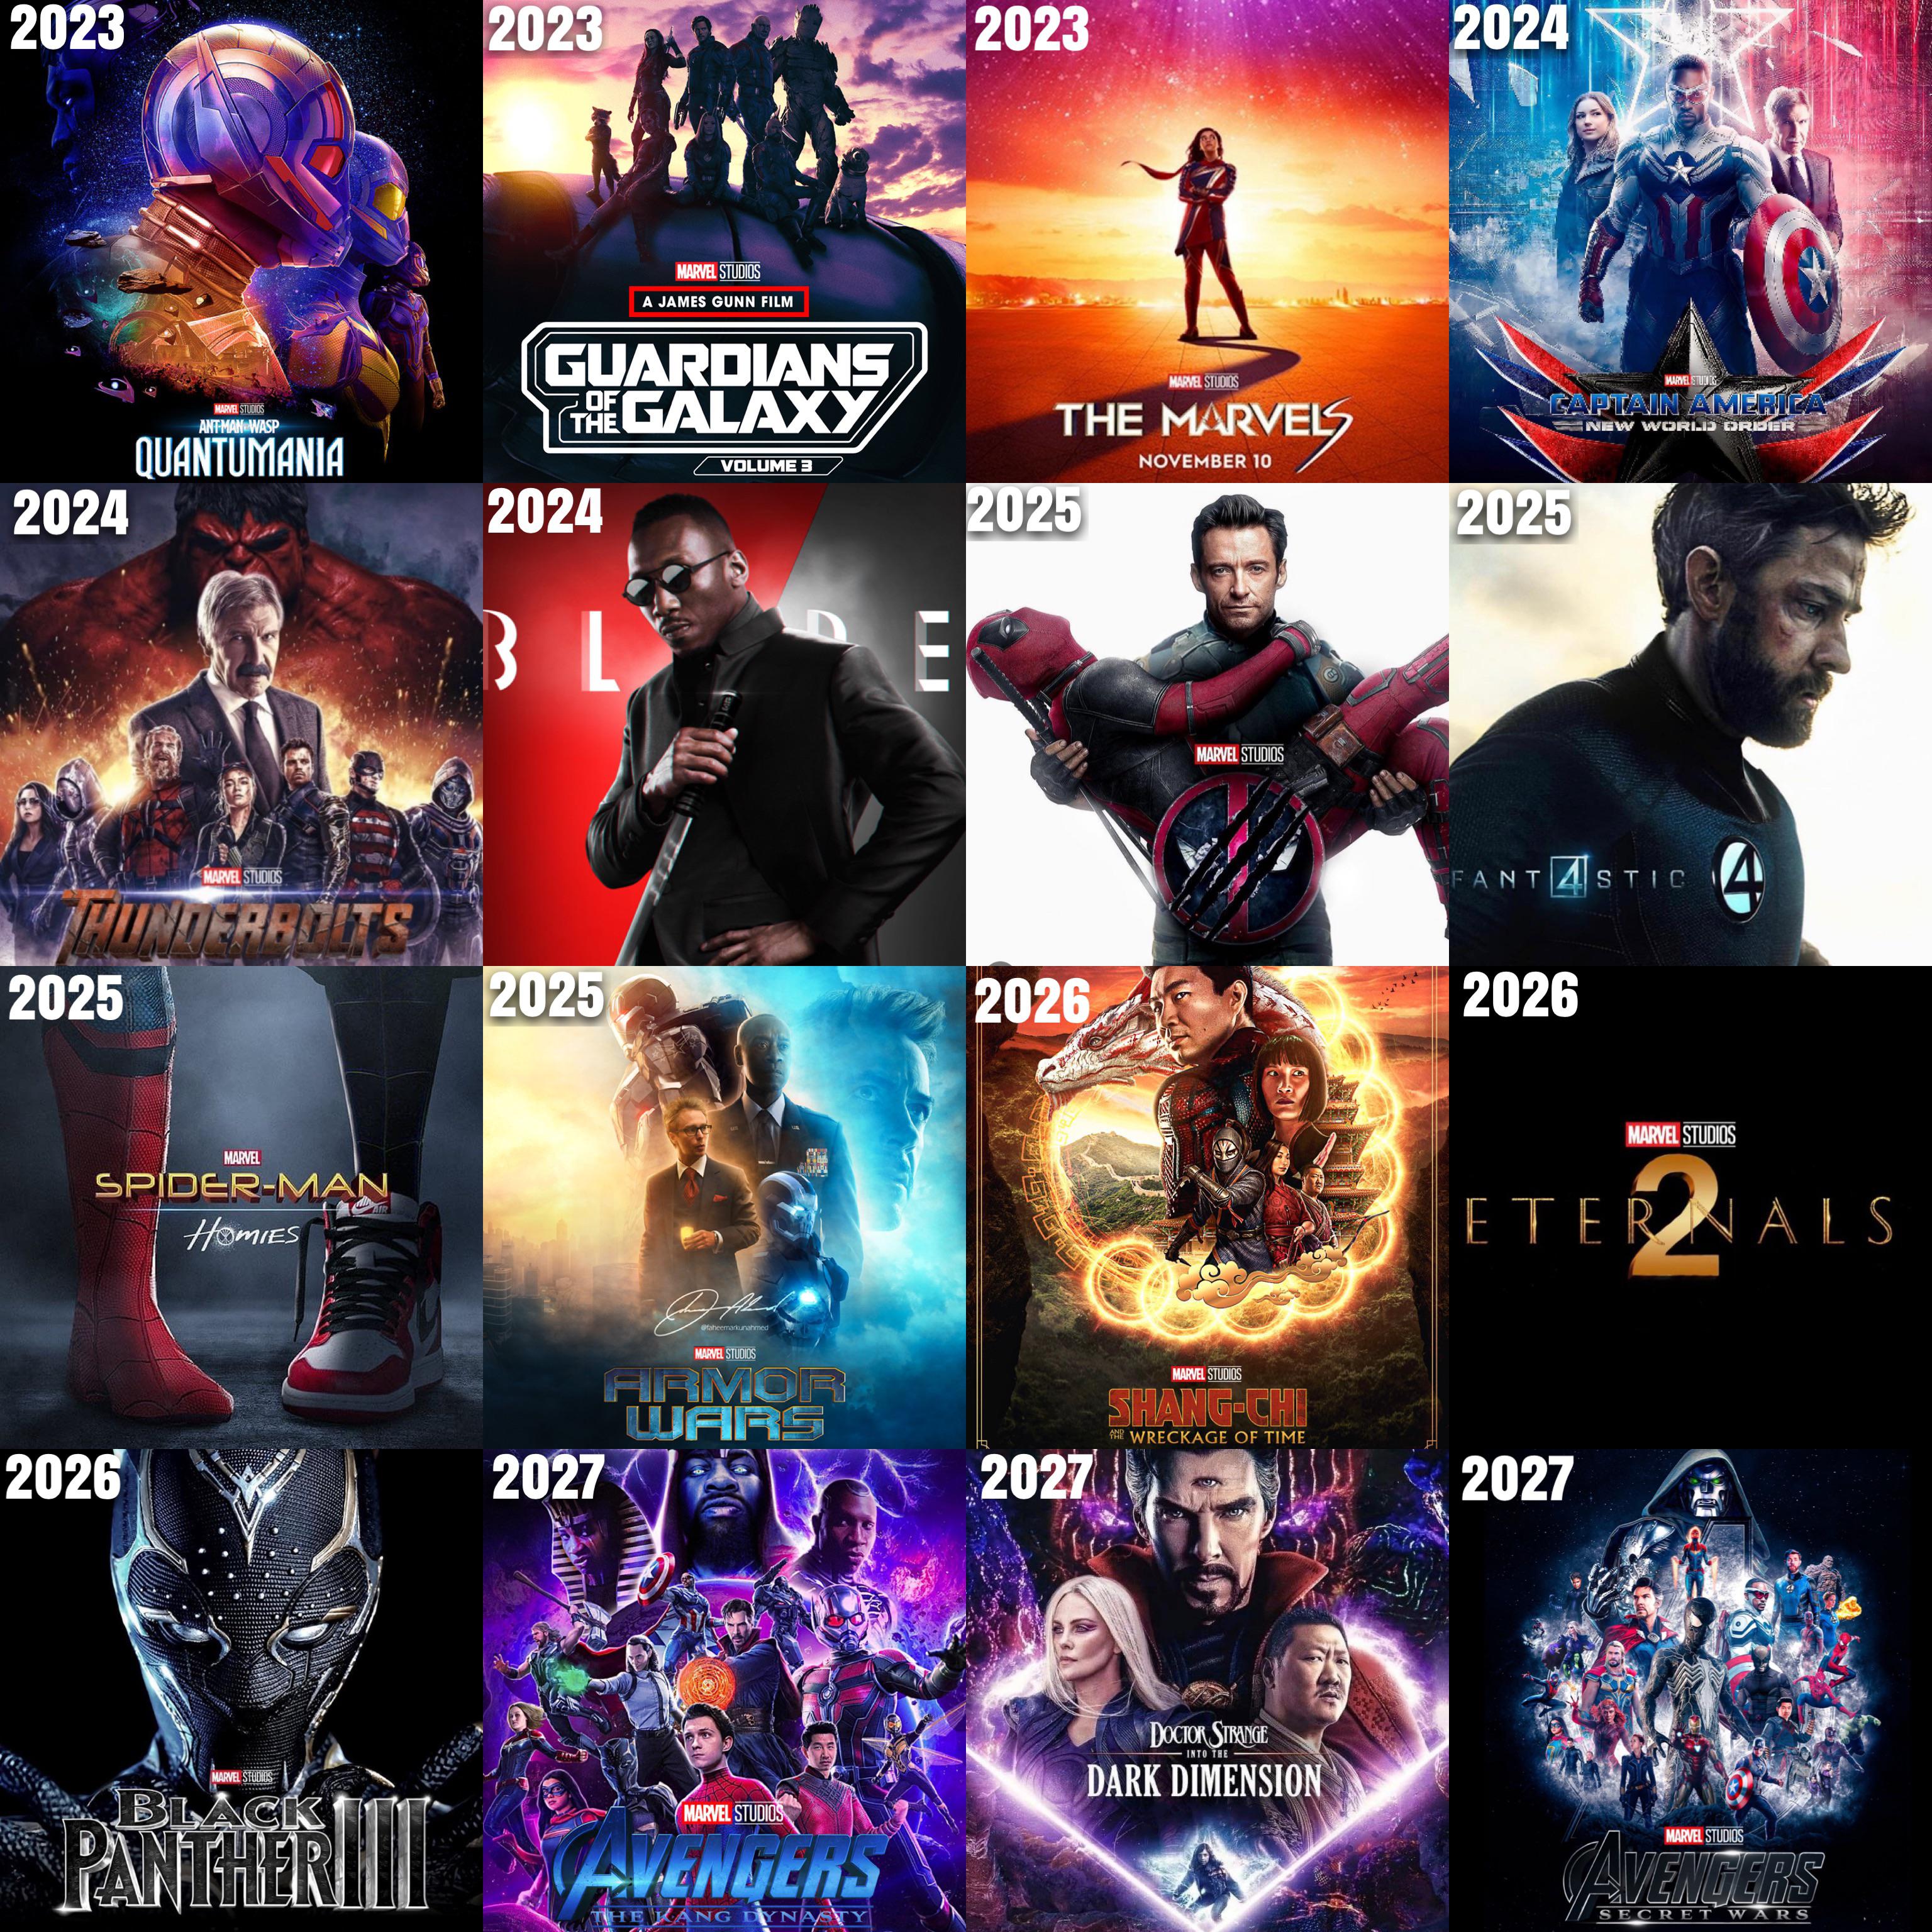 2023
MARVEL STUDIOS
ANT-MAN AND THE WASP
QUANTUMANIA
2023
MARVEL STUDIOS
A JAMES GUNN FILM
GUARDIANS
OF THE GALAXY
VOLUME 3
2023
MARVEL STUDIOS
THE MARVELS
NOVEMBER 10
2024
MARVEL STUDIOS
CAPTAIN AMERICA
NEW WORLD ORDER
2024
MARVEL STUDIOS
THUNDERBOLTS
2024
BLADE
2025
MARVEL STUDIOS
2025
FANT4STIC
4
2025
MARVEL
SPIDER-MAN
HOMIES
2025
@faheemarkunahmed
MARVEL STUDIOS
ARMOR
WARS
2026
MARVEL STUDIOS
SHANG-CHI
AND THE WRECKAGE OF TIME
2026
MARVEL STUDIOS
ETERNALS
2
2026
MARVEL STUDIOS
BLACK
PANTHER III
2027
MARVEL STUDIOS
AVENGERS
THE KANG DYNASTY
2027
DOCTOR STRANGE
INTO THE
DARK DIMENSION
2027
MARVEL STUDIOS
AVENGERS
SECRET WARS